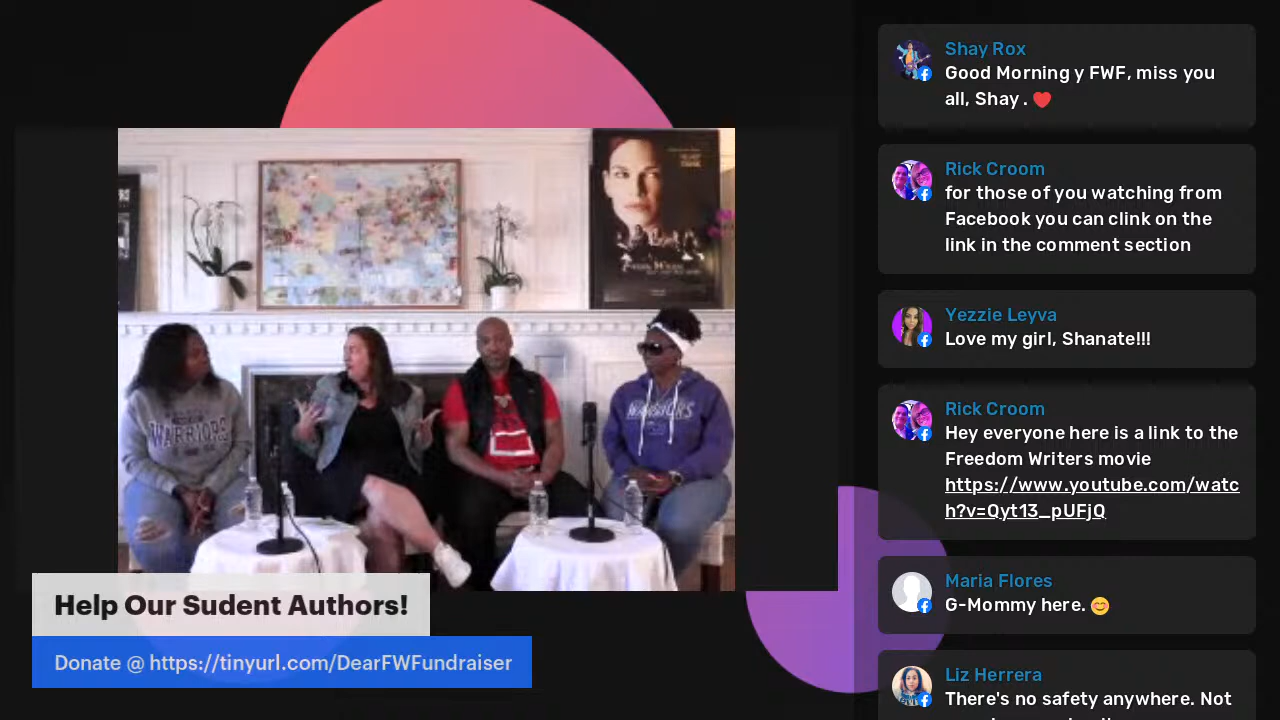 Shay Rox
Good Morning y FWF, miss you
all, Shay . ❤️
Rick Croom
for those of you watching from
Facebook you can clink on the
link in the comment section
Yezzie Leyva
Love my girl, Shanate!!!
Rick Croom
Hey everyone here is a link to the
Freedom Writers movie
https://www.youtube.com/watc
h?v=Qyt13_pUFjQ
Maria Flores
G-Mommy here. 😊
Liz Herrera
There's no safety anywhere. Not
WARRIORS
WARRIORS
Help Our Sudent Authors!
Donate @ https://tinyurl.com/DearFWFundraiser